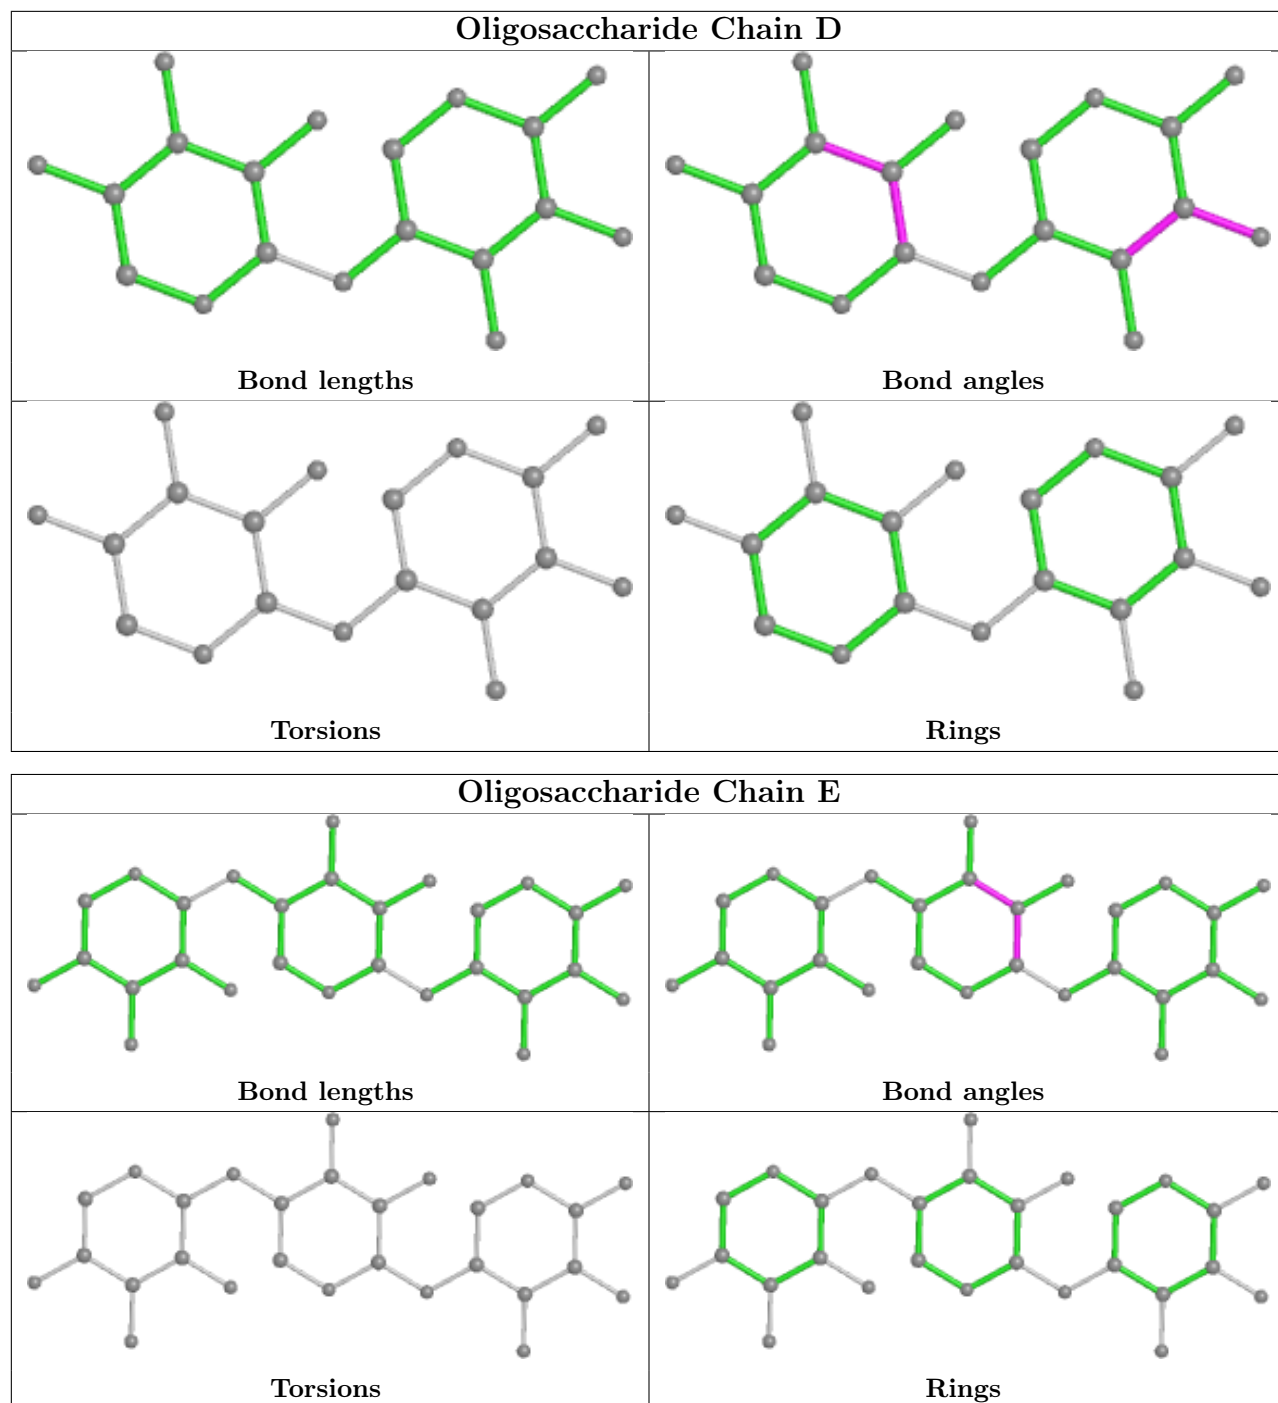 Oligosaccharide Chain D
Bond lengths
Bond angles
Torsions
Rings
Oligosaccharide Chain E
Bond lengths
Bond angles
Torsions
Rings